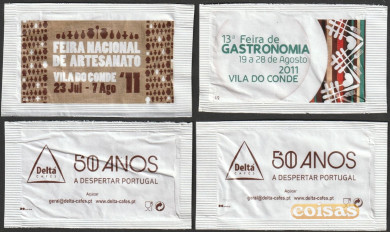 FEIRA NACIONAL
DE ARTESANATO
VILA DO CONDE
23 Jul - 7 Ago '11
13ª Feira de
GASTRONOMIA
19 a 28 de Agosto
2011
VILA DO CONDE
Delta
CAFÉS
50 ANOS
A DESPERTAR PORTUGAL
Açúcar
geral@delta-cafes.pt www.delta-cafes.pt
Delta
CAFÉS
50 ANOS
A DESPERTAR PORTUGAL
Açúcar
geral@delta-cafes.pt www.delta-cafes.pt
coisas